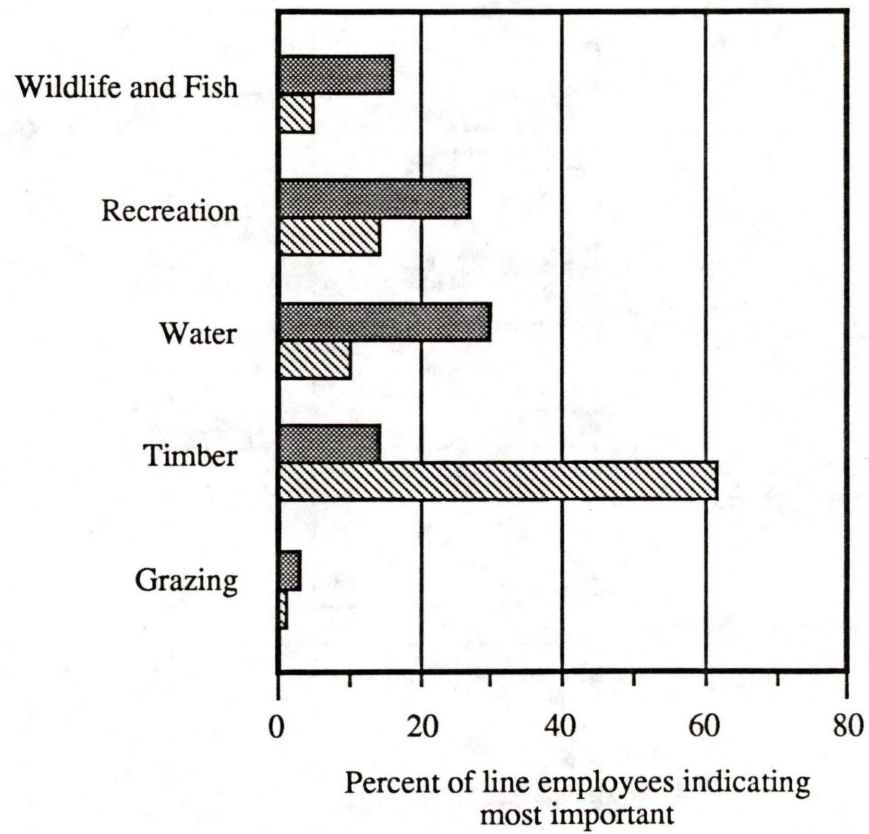 Wildlife and Fish
Recreation
Water
Timber
Grazing
0 20 40 60 80
Percent of line employees indicating
most important